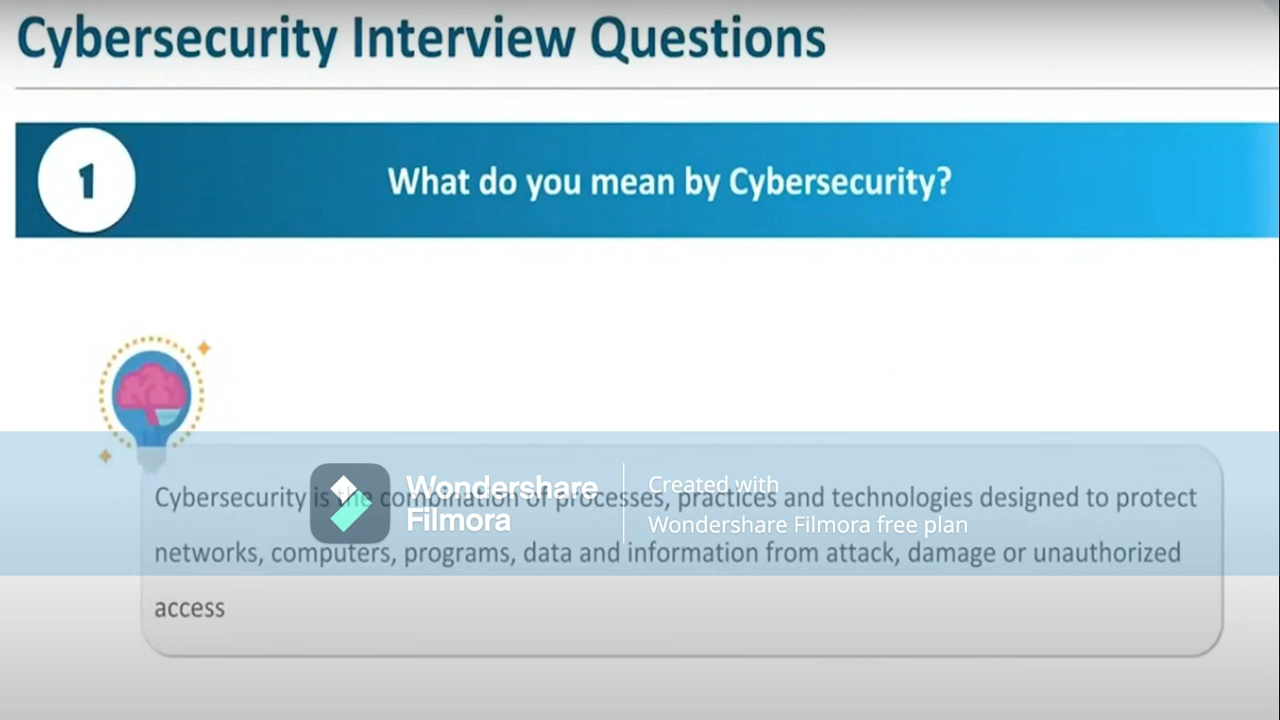 Cybersecurity Interview Questions
1
What do you mean by Cybersecurity?
Cybersecurity is the combination of processes, practices and technologies designed to protect
networks, computers, programs, data and information from attack, damage or unauthorized
access
Wondershare
Filmora
Created with
Wondershare Filmora free plan